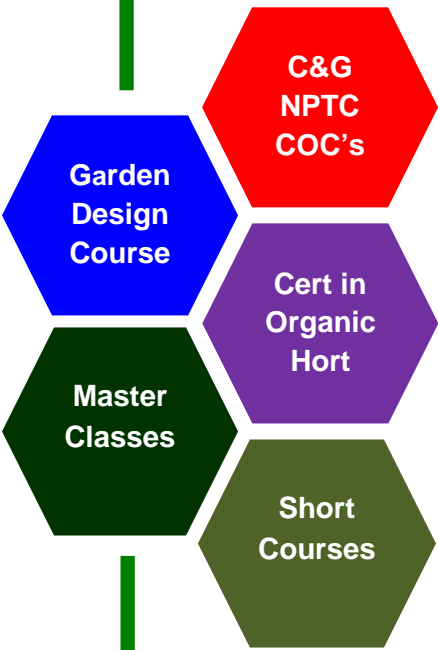 C&G
NPTC
COC’s
Garden
Design
Course
Cert in
Organic
Hort
Master
Classes
Short
Courses